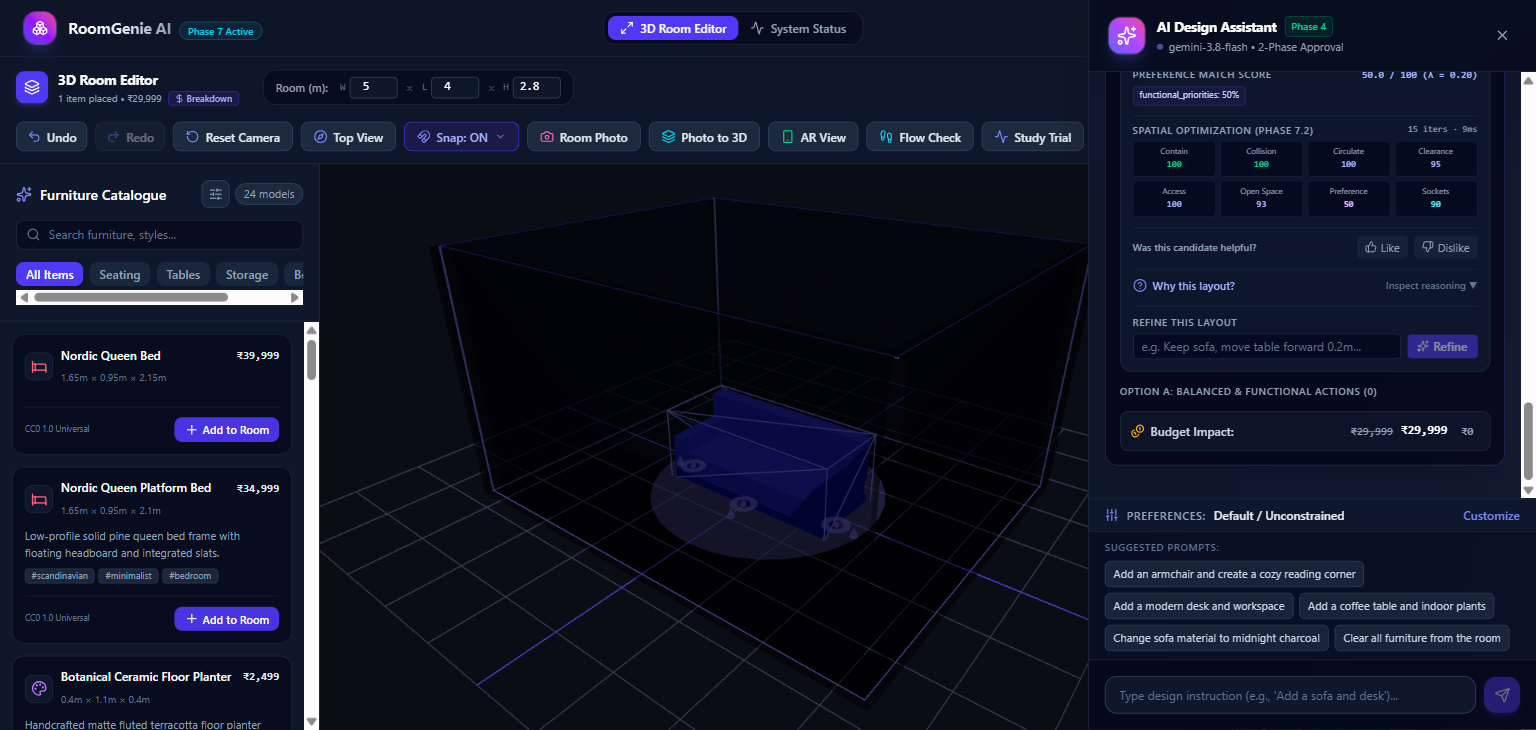 RoomGenie AI
Phase 7 Active
3D Room Editor
System Status
AI Design Assistant
Phase 4
gemini-3.8-flash • 2-Phase Approval
3D Room Editor
1 item placed • ₹29,999
$ Breakdown
Room (m):
W 5 × L 4 × H 2.8
Undo
Redo
Reset Camera
Top View
Snap: ON
Room Photo
Photo to 3D
AR View
Flow Check
Study Trial
Furniture Catalogue
24 models
Search furniture, styles...
All Items
Seating
Tables
Storage
Be
Nordic Queen Bed
₹39,999
1.65m × 0.95m × 2.15m
CC0 1.0 Universal
+ Add to Room
Nordic Queen Platform Bed
₹34,999
1.65m × 0.95m × 2.1m
Low-profile solid pine queen bed frame with
floating headboard and integrated slats.
#scandinavian
#minimalist
#bedroom
CC0 1.0 Universal
+ Add to Room
Botanical Ceramic Floor Planter
₹2,499
0.4m × 1.1m × 0.4m
Handcrafted matte fluted terracotta floor planter
PREFERENCE MATCH SCORE
50.0 / 100 (λ = 0.20)
functional_priorities: 50%
SPATIAL OPTIMIZATION (PHASE 7.2)
15 iters · 9ms
Contain
100
Collision
100
Circulate
100
Clearance
95
Access
100
Open Space
93
Preference
50
Sockets
90
Was this candidate helpful?
Like
Dislike
Why this layout?
Inspect reasoning ▼
REFINE THIS LAYOUT
e.g. Keep sofa, move table forward 0.2m...
Refine
OPTION A: BALANCED & FUNCTIONAL ACTIONS (0)
Budget Impact:
₹29,999 ₹29,999 ₹0
PREFERENCES: Default / Unconstrained
Customize
SUGGESTED PROMPTS:
Add an armchair and create a cozy reading corner
Add a modern desk and workspace
Add a coffee table and indoor plants
Change sofa material to midnight charcoal
Clear all furniture from the room
Type design instruction (e.g., 'Add a sofa and desk')...